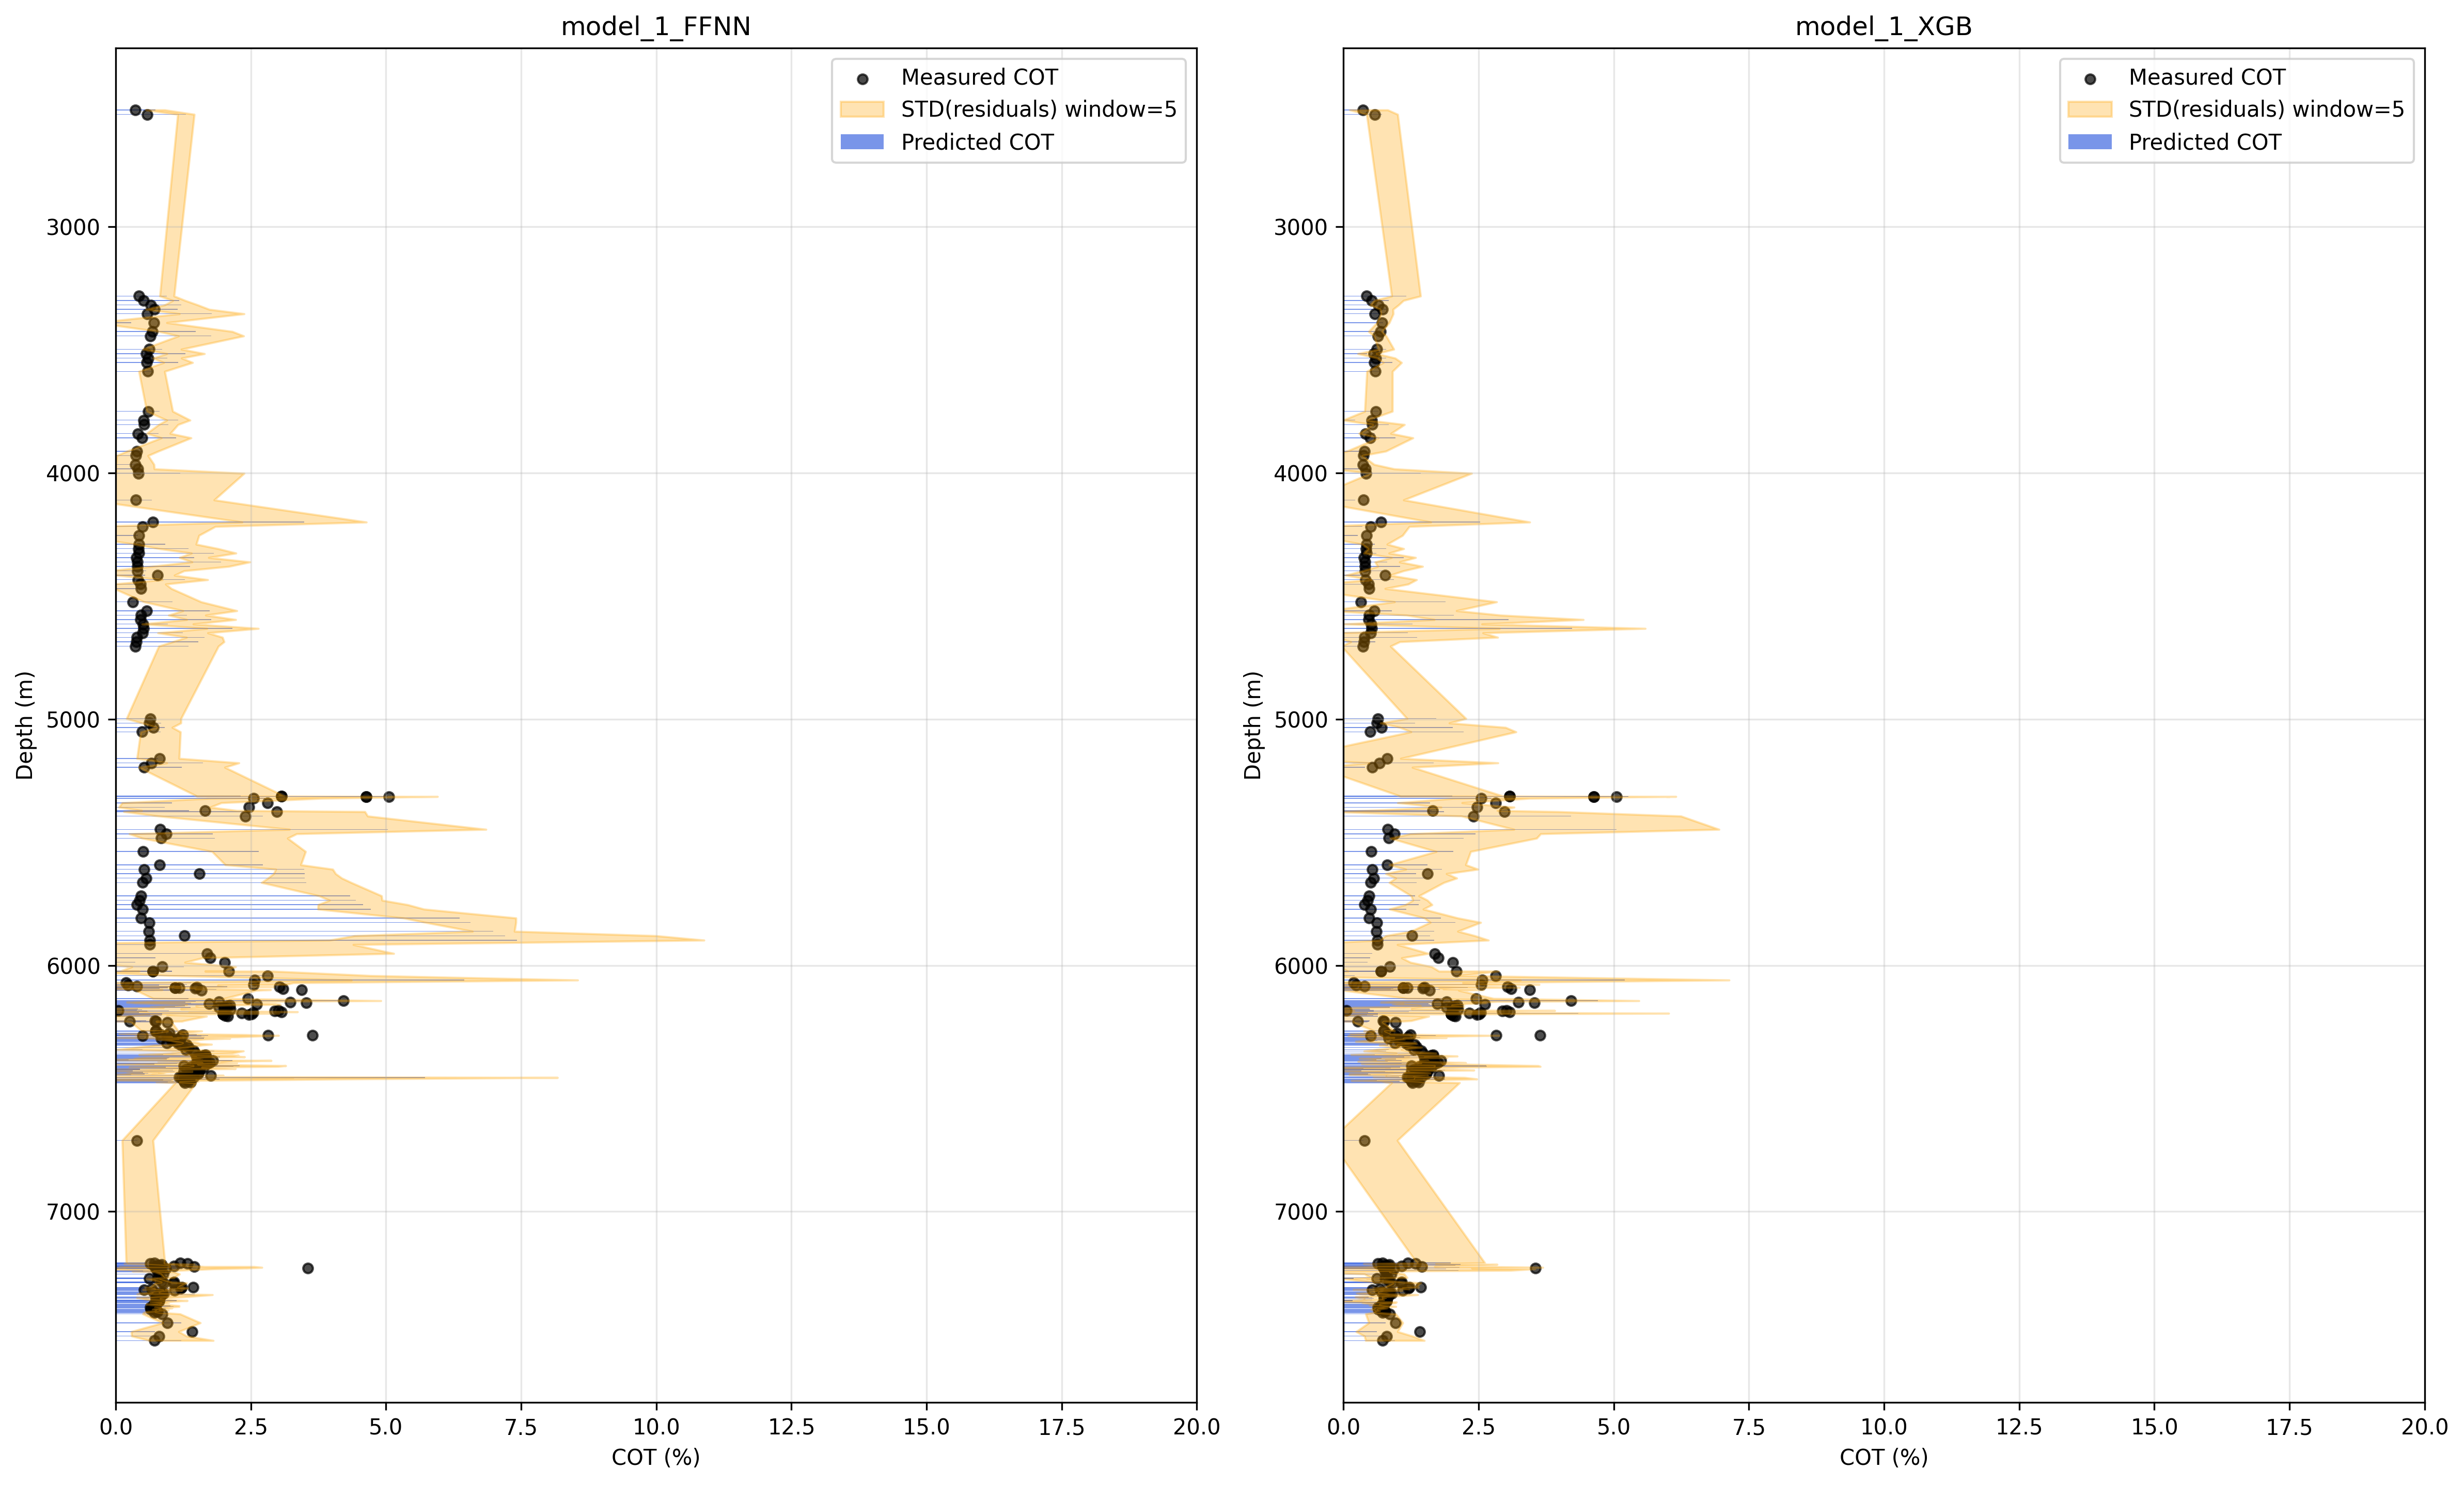 model_1_FFNN
Measured COT
STD(residuals) window=5
Predicted COT
3000
4000
5000
6000
7000
Depth (m)
0.0 2.5 5.0 7.5 10.0 12.5 15.0 17.5 20.0
COT (%)
model_1_XGB
Measured COT
STD(residuals) window=5
Predicted COT
3000
4000
5000
6000
7000
Depth (m)
0.0 2.5 5.0 7.5 10.0 12.5 15.0 17.5 20.0
COT (%)